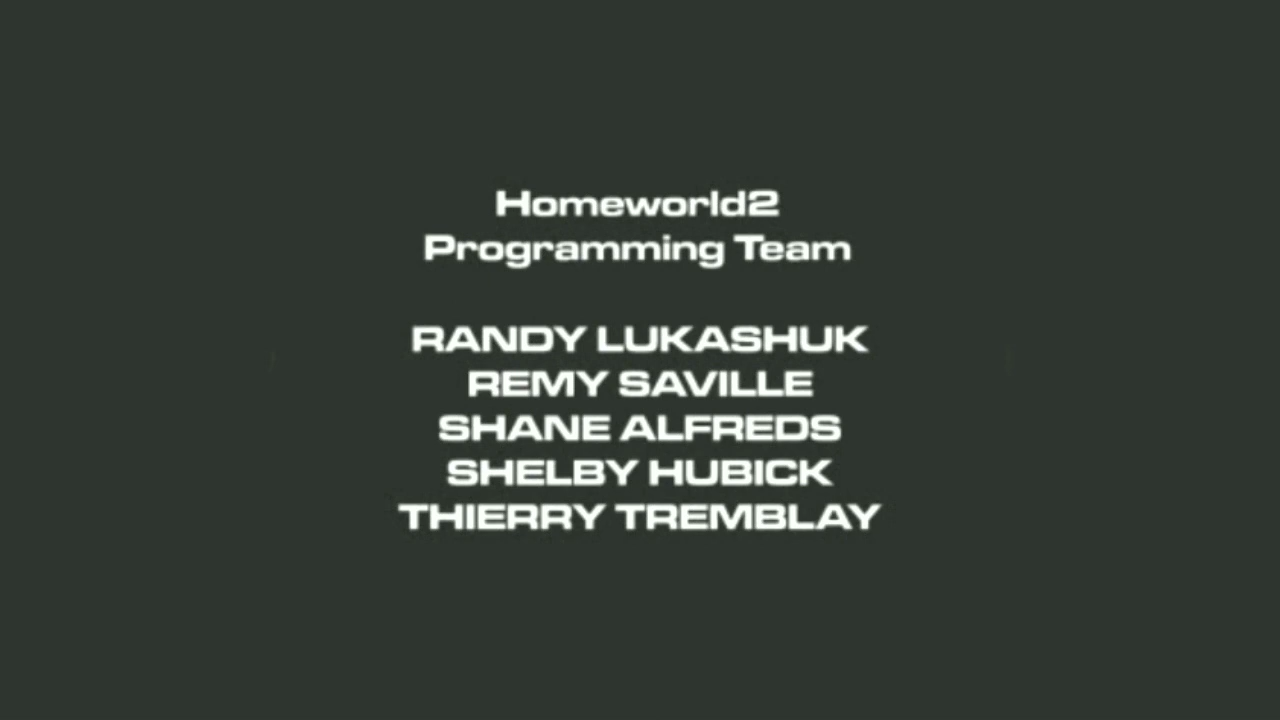 Homeworld2
Programming Team
RANDY LUKASHUK
REMY SAVILLE
SHANE ALFREDS
SHELBY HUBICK
THIERRY TREMBLAY